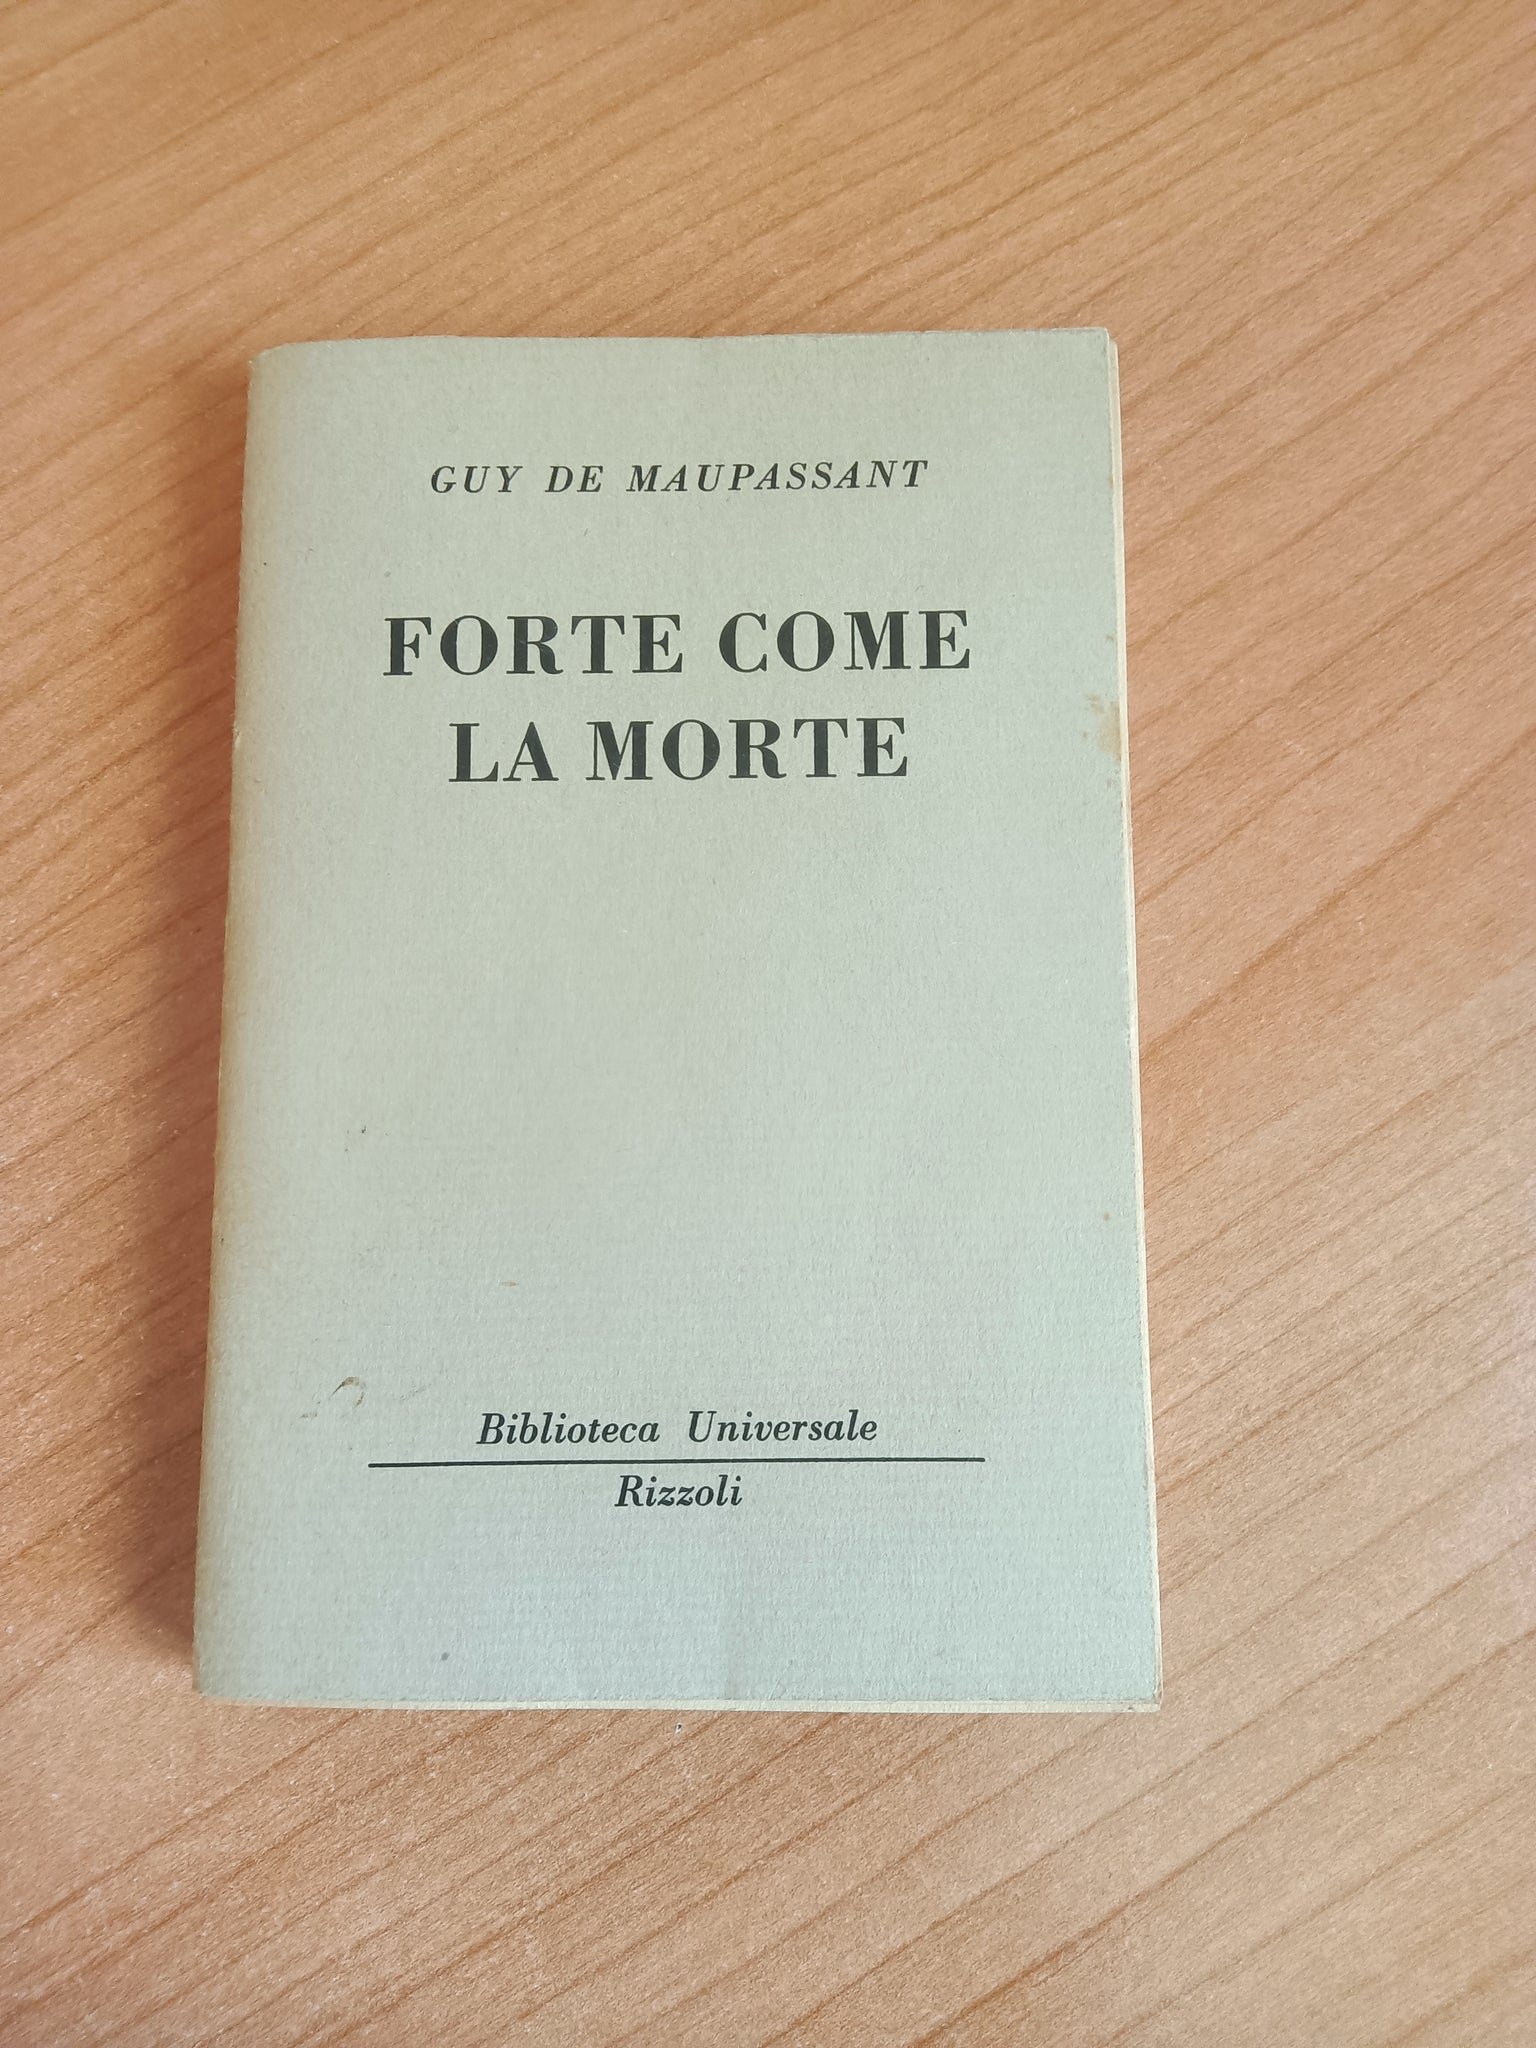 GUY DE MAUPASSANT
FORTE COME
LA MORTE
Biblioteca Universale
Rizzoli